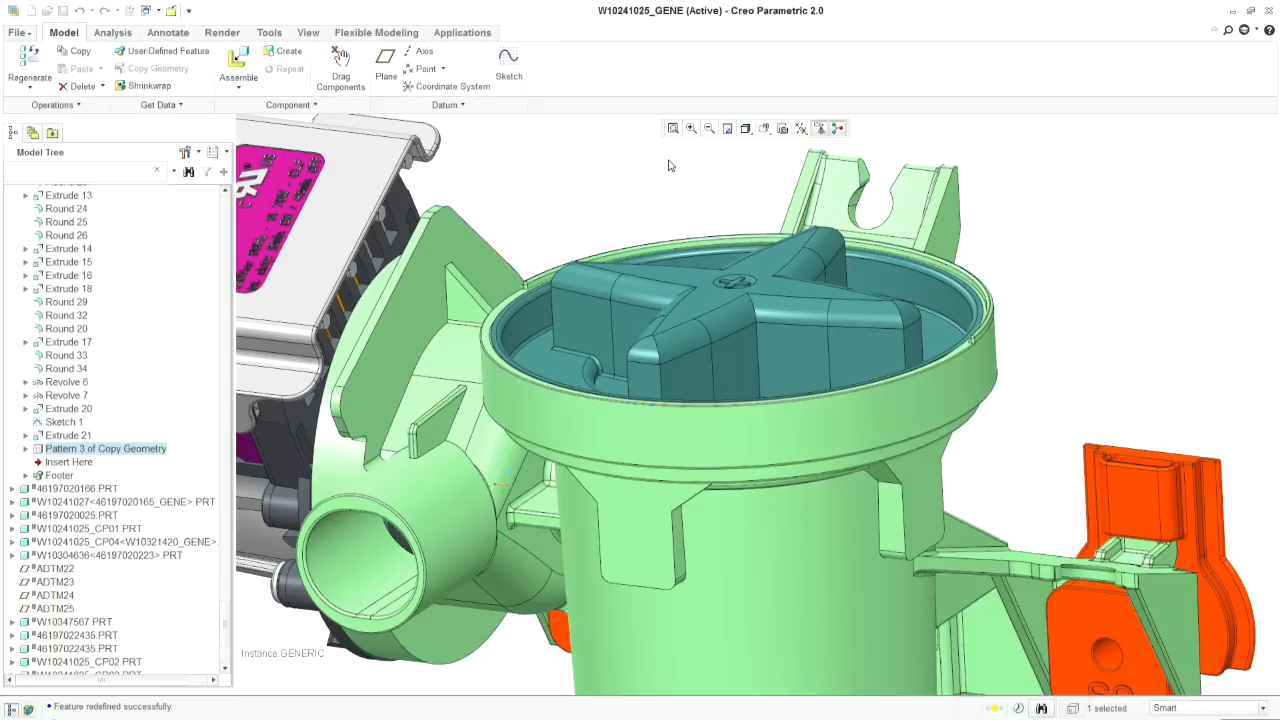 W10241025_GENE (Active) - Creo Parametric 2.0
File Model Analysis Annotate Render Tools View Flexible Modeling Applications
Regenerate
Copy
Paste
Delete
User-Defined Feature
Copy Geometry
Shrinkwrap
Assemble
Create
Repeat
Drag
Components
Plane
Axis
Point
Coordinate System
Sketch
Operations Get Data Component Datum
Model Tree
Extrude 13
Round 24
Round 25
Round 26
Extrude 14
Extrude 15
Extrude 16
Extrude 18
Round 29
Round 32
Round 20
Extrude 17
Round 33
Round 34
Revolve 6
Revolve 7
Extrude 20
Sketch 1
Extrude 21
Pattern 3 of Copy Geometry
Insert Here
Footer
46197020166.PRT
W10241027<46197020165_GENE>.PRT
46197020025.PRT
W10241025_CP01.PRT
W10241025_CP04<W10321420_GENE>.
W10304636<46197020223>.PRT
ADTM22
ADTM23
ADTM24
ADTM25
W10347567.PRT
46197022435.PRT
46197022435.PRT
W10241025_CP02.PRT
Instance:GENERIC
Feature redefined successfully
1 selected
Smart